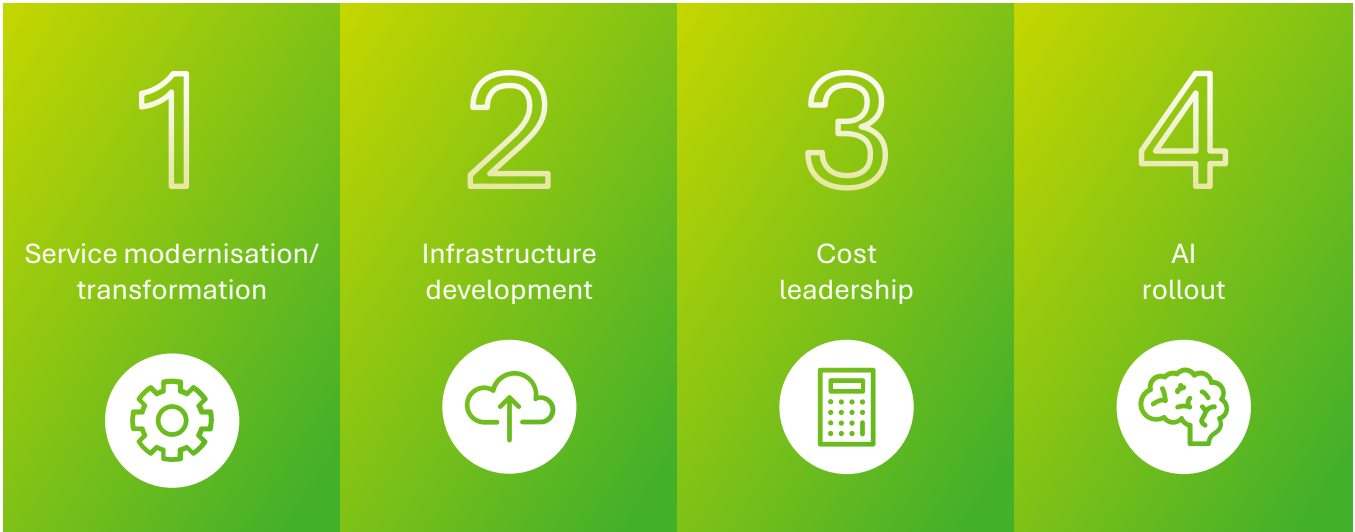 1
Service modernisation/
transformation
2
Infrastructure
development
3
Cost
leadership
4
AI
rollout